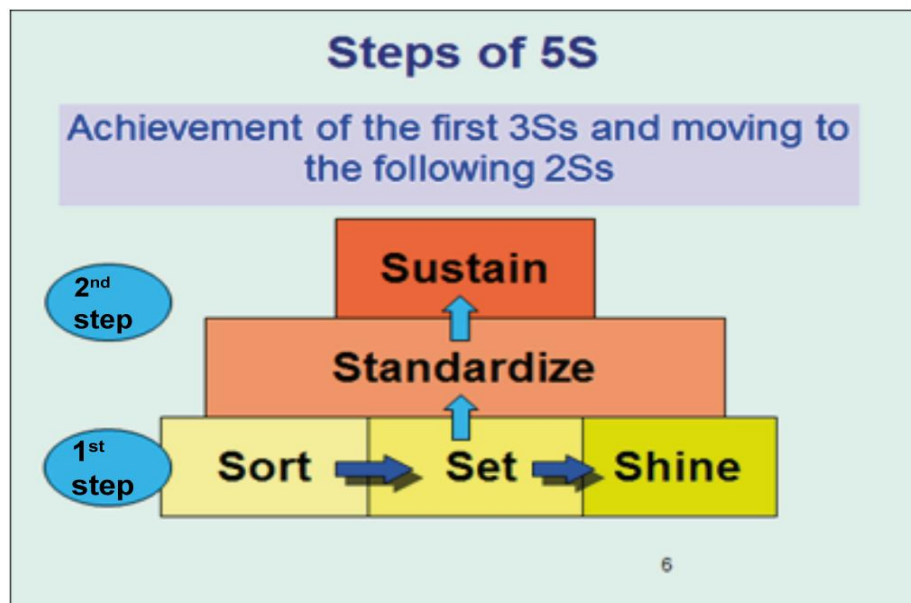 Steps of 5S
Achievement of the first 3Ss and moving to
the following 2Ss
Sustain
2nd
step
Standardize
1st
step
Sort
Set
Shine
6